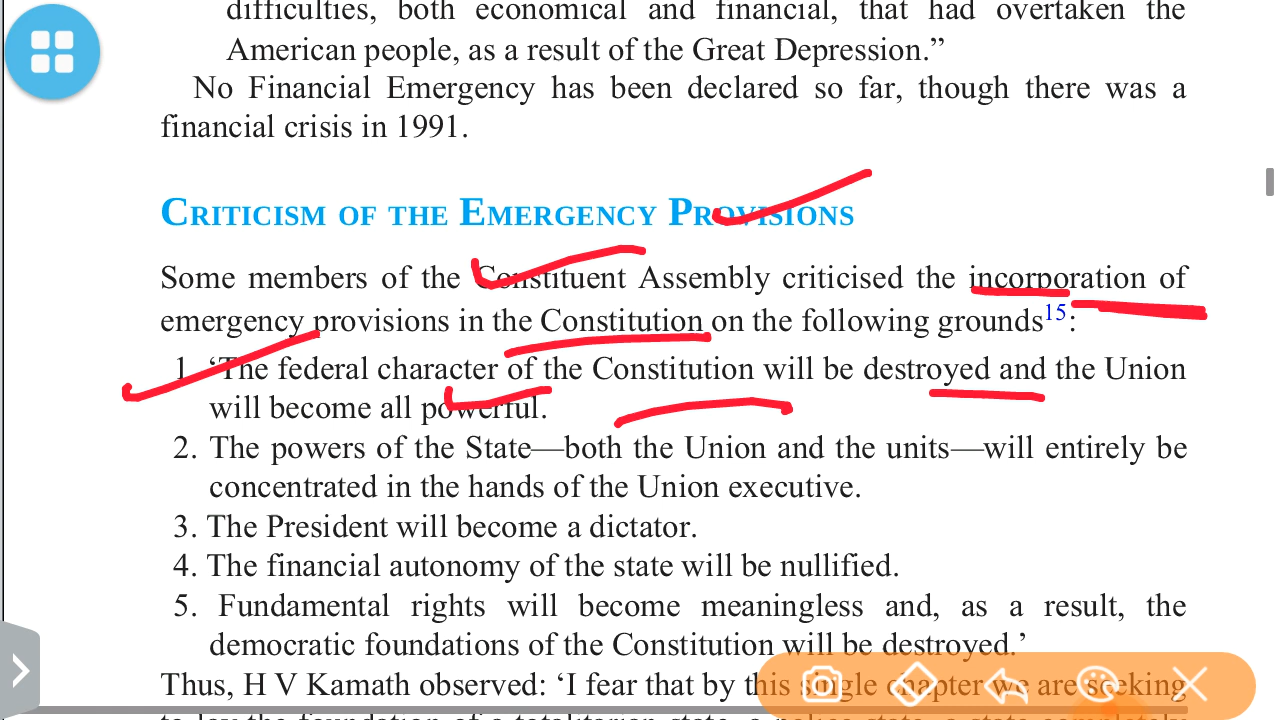 difficulties, both economical and financial, that had overtaken the
American people, as a result of the Great Depression.”
No Financial Emergency has been declared so far, though there was a
financial crisis in 1991.
CRITICISM OF THE EMERGENCY PROVISIONS
Some members of the Constituent Assembly criticised the incorporation of
emergency provisions in the Constitution on the following grounds15:
1. ‘The federal character of the Constitution will be destroyed and the Union
will become all powerful.
2. The powers of the State—both the Union and the units—will entirely be
concentrated in the hands of the Union executive.
3. The President will become a dictator.
4. The financial autonomy of the state will be nullified.
5. Fundamental rights will become meaningless and, as a result, the
democratic foundations of the Constitution will be destroyed.’
Thus, H V Kamath observed: ‘I fear that by this single chapter we are seeking